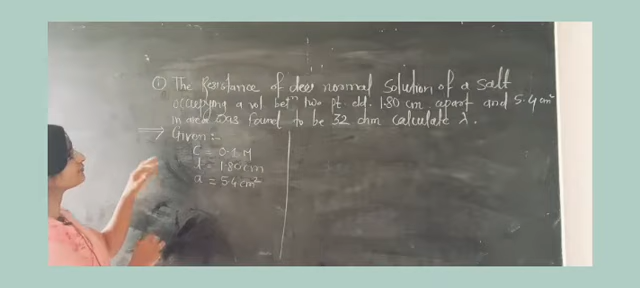 ① The Resistance of deci normal Solution of a Salt
occupying a vol. betⁿ two pt. eld. 1.80 cm apart and 5.4 cm²
in area was found to be 32 ohm calculate λ.
⇒ Given:-
C = 0.1 M
l = 1.80 cm
a = 5.4 cm²